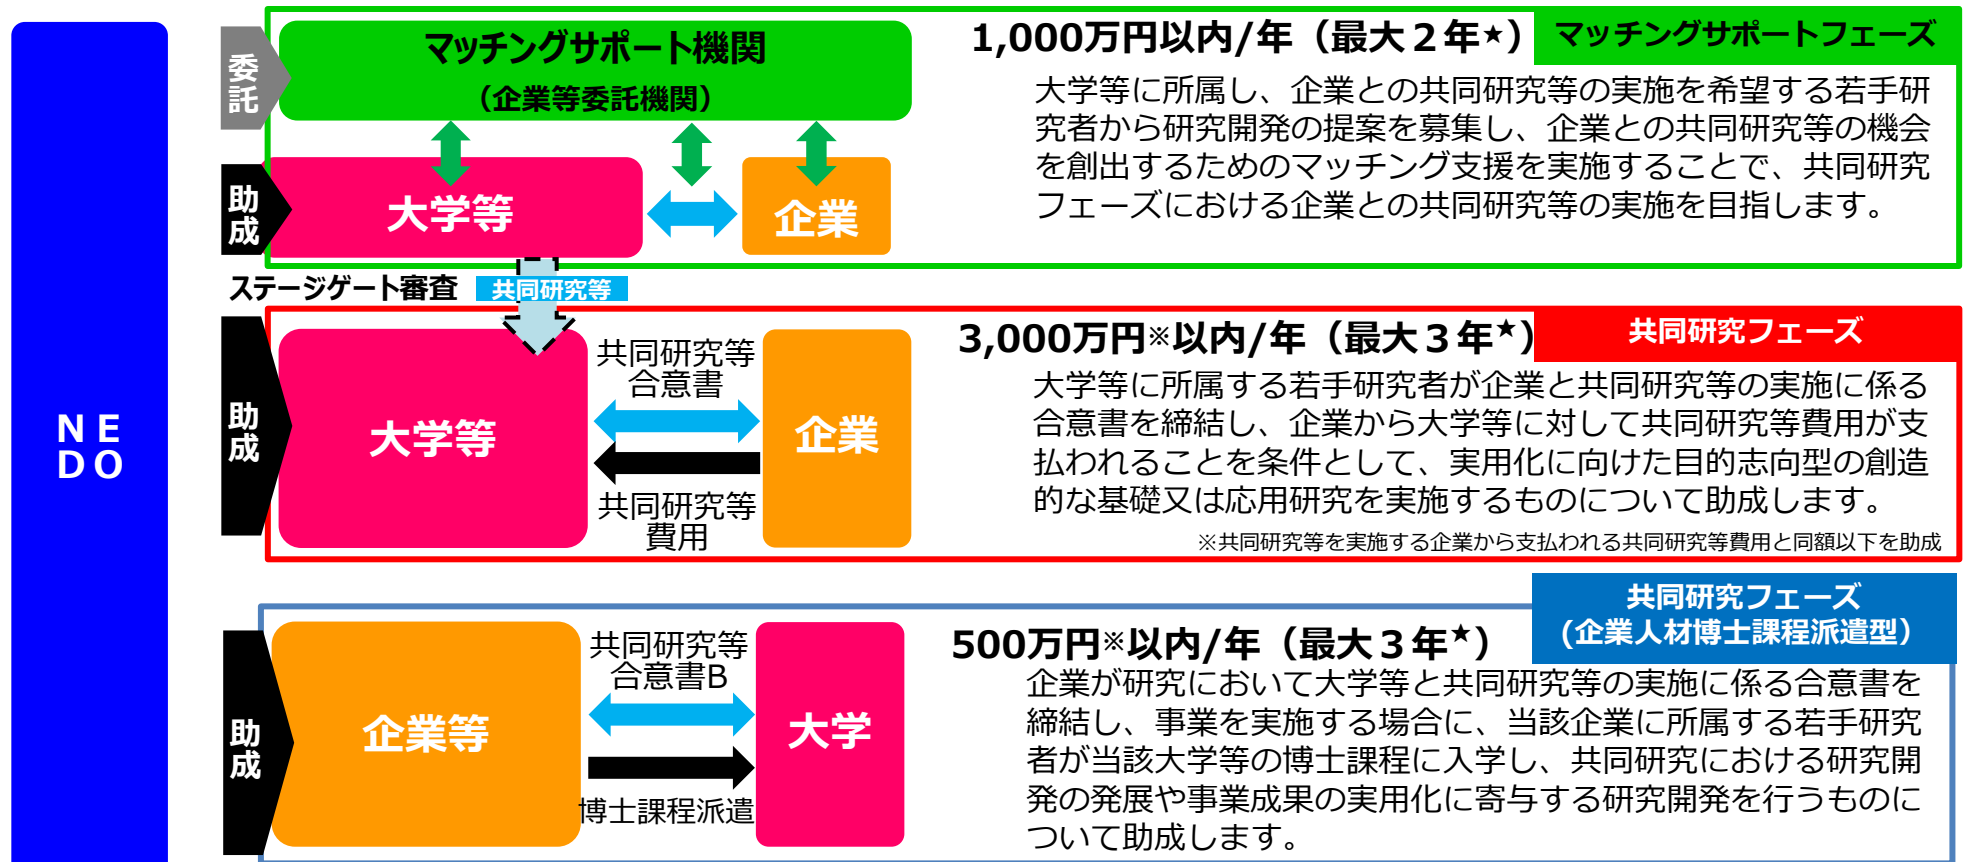 NE
DO
委託
マッチングサポート機関
（企業等委託機関）
助成
大学等
企業
1,000万円以内/年（最大２年★）
マッチングサポートフェーズ
大学等に所属し、企業との共同研究等の実施を希望する若手研
究者から研究開発の提案を募集し、企業との共同研究等の機会
を創出するためのマッチング支援を実施することで、共同研究
フェーズにおける企業との共同研究等の実施を目指します。
ステージゲート審査
共同研究等
助成
大学等
共同研究等
合意書
共同研究等
費用
企業
3,000万円※以内/年（最大３年★）
共同研究フェーズ
大学等に所属する若手研究者が企業と共同研究等の実施に係る
合意書を締結し、企業から大学等に対して共同研究等費用が支
払われることを条件として、実用化に向けた目的志向型の創造
的な基礎又は応用研究を実施するものについて助成します。
※共同研究等を実施する企業から支払われる共同研究等費用と同額以下を助成
助成
企業等
共同研究等
合意書B
博士課程派遣
大学
500万円※以内/年（最大３年★）
共同研究フェーズ
(企業人材博士課程派遣型）
企業が研究において大学等と共同研究等の実施に係る合意書を
締結し、事業を実施する場合に、当該企業に所属する若手研究
者が当該大学等の博士課程に入学し、共同研究における研究開
発の発展や事業成果の実用化に寄与する研究開発を行うものに
ついて助成します。